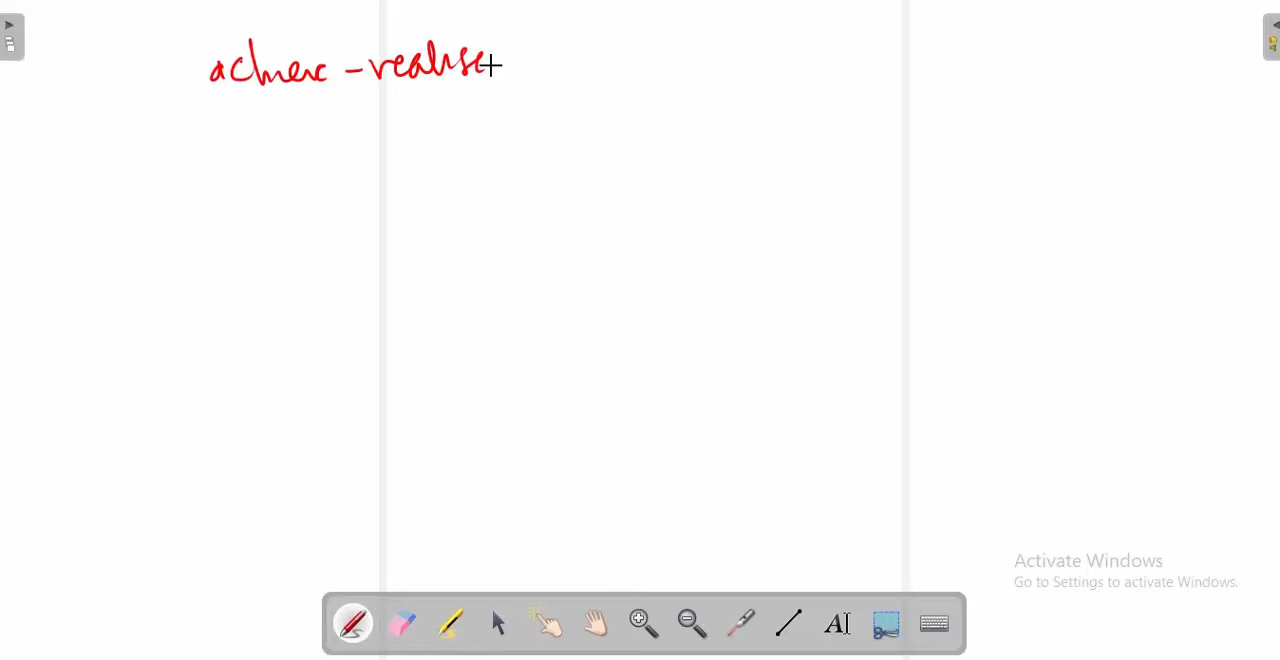 achieve - realise
Activate Windows
Go to Settings to activate Windows.